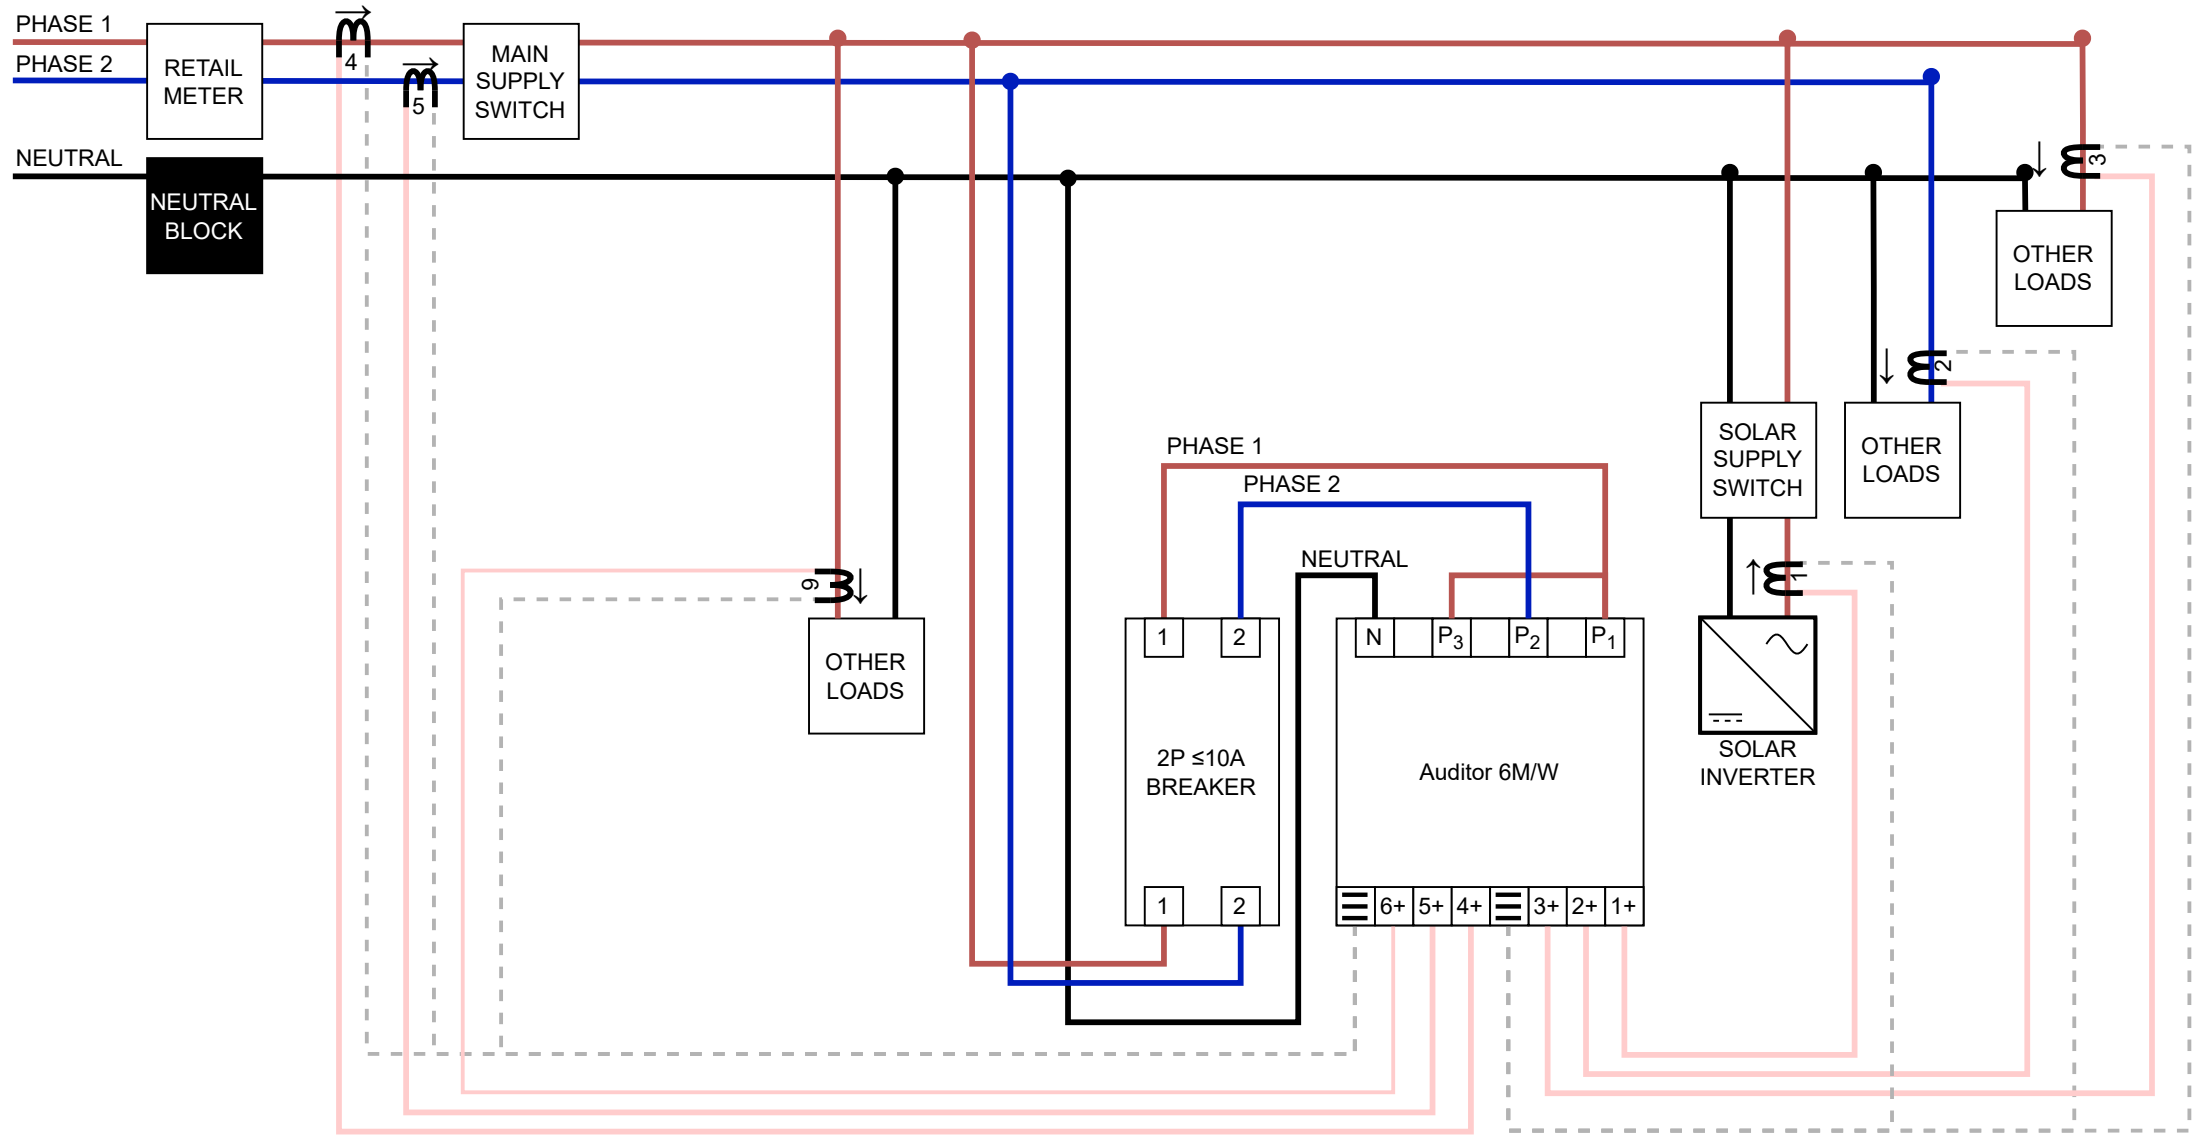 PHASE 1
PHASE 2
NEUTRAL
RETAIL
METER
4
5
MAIN
SUPPLY
SWITCH
NEUTRAL
BLOCK
3
OTHER
LOADS
2
SOLAR
SUPPLY
SWITCH
OTHER
LOADS
PHASE 1
PHASE 2
NEUTRAL
6
1
OTHER
LOADS
1
2
N
P3
P2
P1
2P ≤10A
BREAKER
Auditor 6M/W
SOLAR
INVERTER
1
2
6+
5+
4+
3+
2+
1+